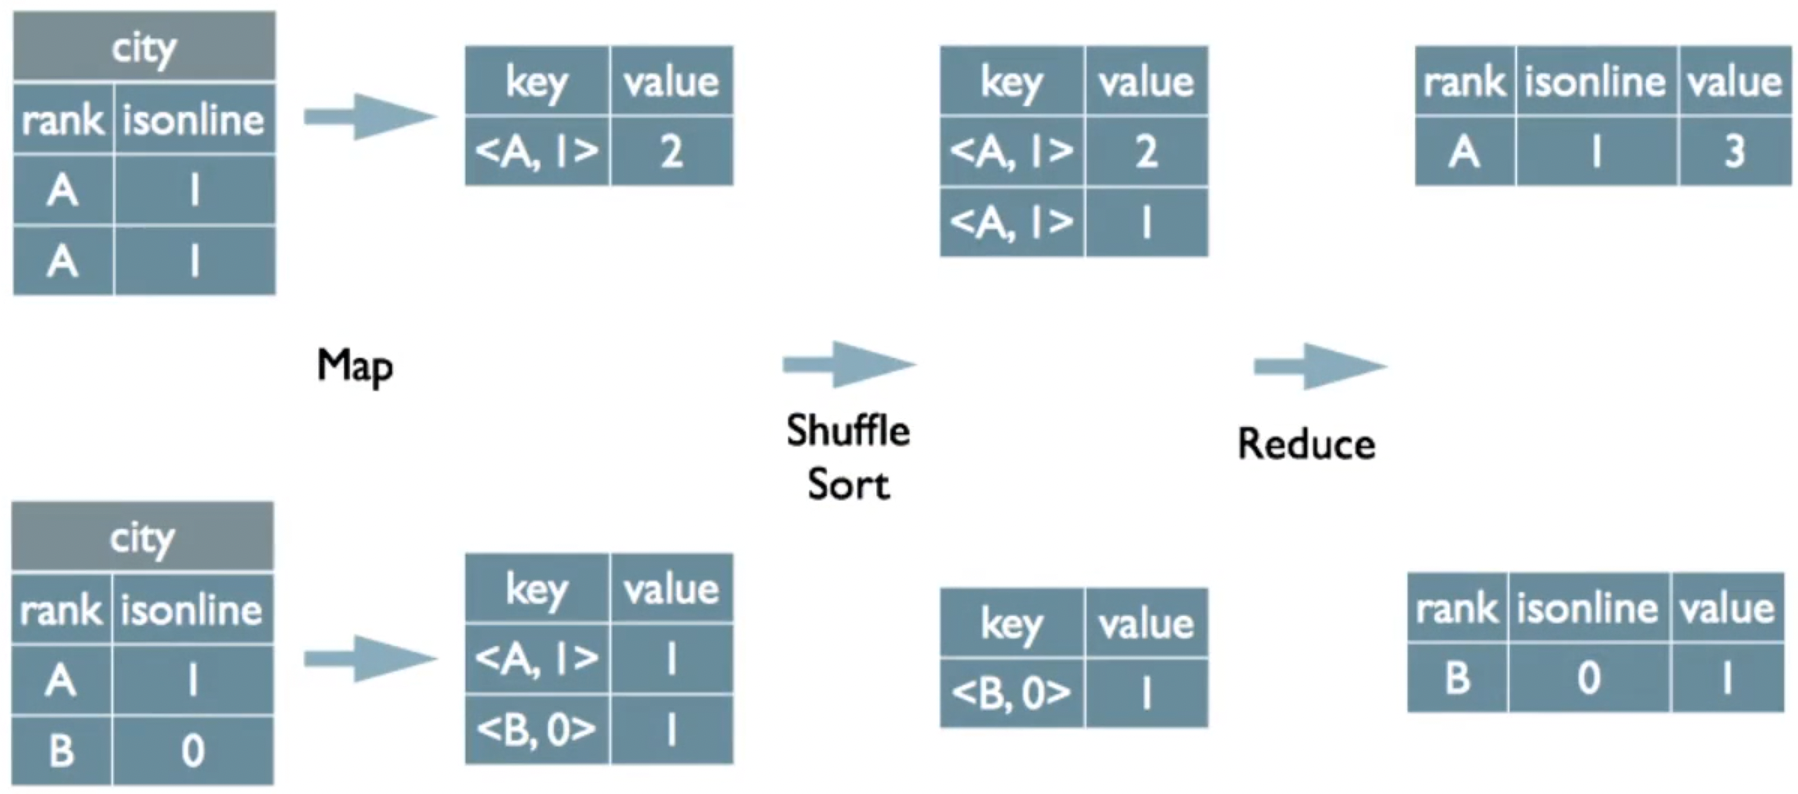 city
rank isonline
A 1
A 1
key value
<A, 1> 2
key value
<A, 1> 2
<A, 1> 1
rank isonline value
A 1 3
Map
Shuffle
Sort
Reduce
city
rank isonline
A 1
B 0
key value
<A, 1> 1
<B, 0> 1
key value
<B, 0> 1
rank isonline value
B 0 1